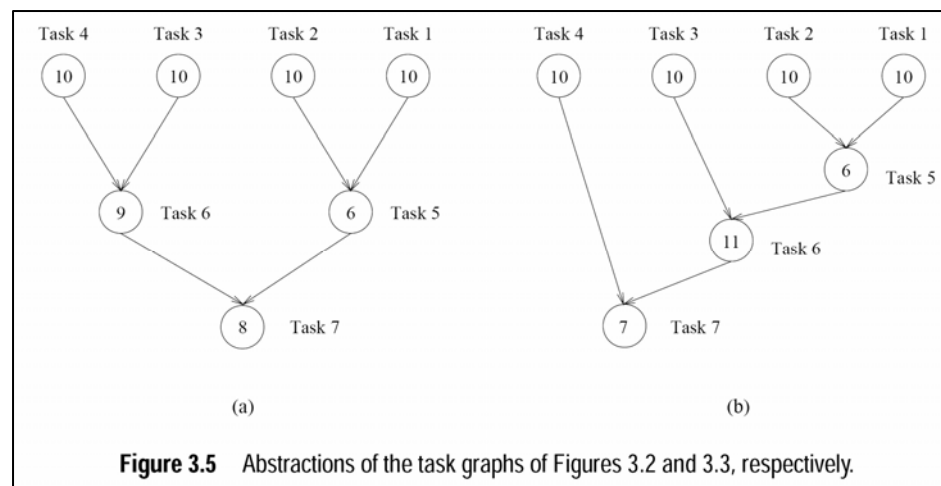 Task 4 Task 3 Task 2 Task 1 Task 4 Task 3 Task 2 Task 1
10 10 10 10 10 10 10 10
6 Task 5
9 Task 6 6 Task 5
11 Task 6
8 Task 7 7 Task 7
(a) (b)
Figure 3.5 Abstractions of the task graphs of Figures 3.2 and 3.3, respectively.